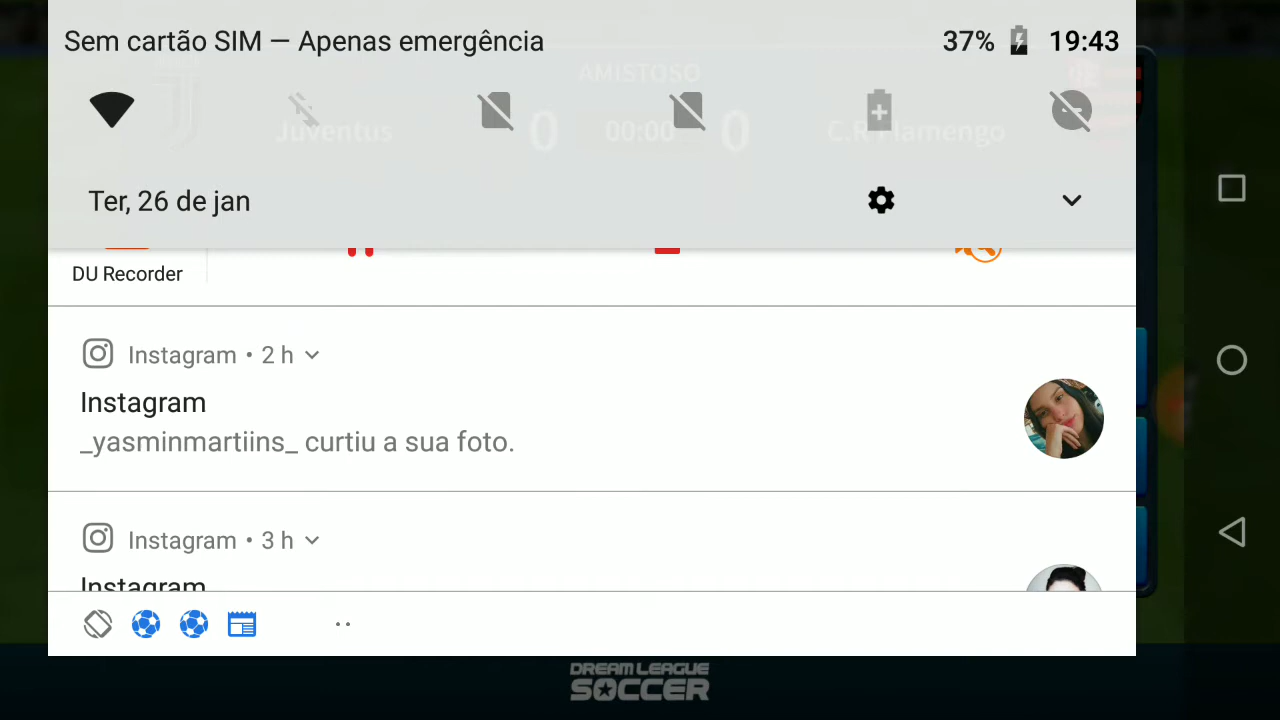 Sem cartão SIM — Apenas emergência
37%
19:43
AMISTOSO
Juventus
0
00:00
0
C.R Flamengo
Ter, 26 de jan
DU Recorder
Instagram • 2 h
Instagram
_yasminmartiins_ curtiu a sua foto.
Instagram • 3 h
Instagram
DREAM LEAGUE
SOCCER